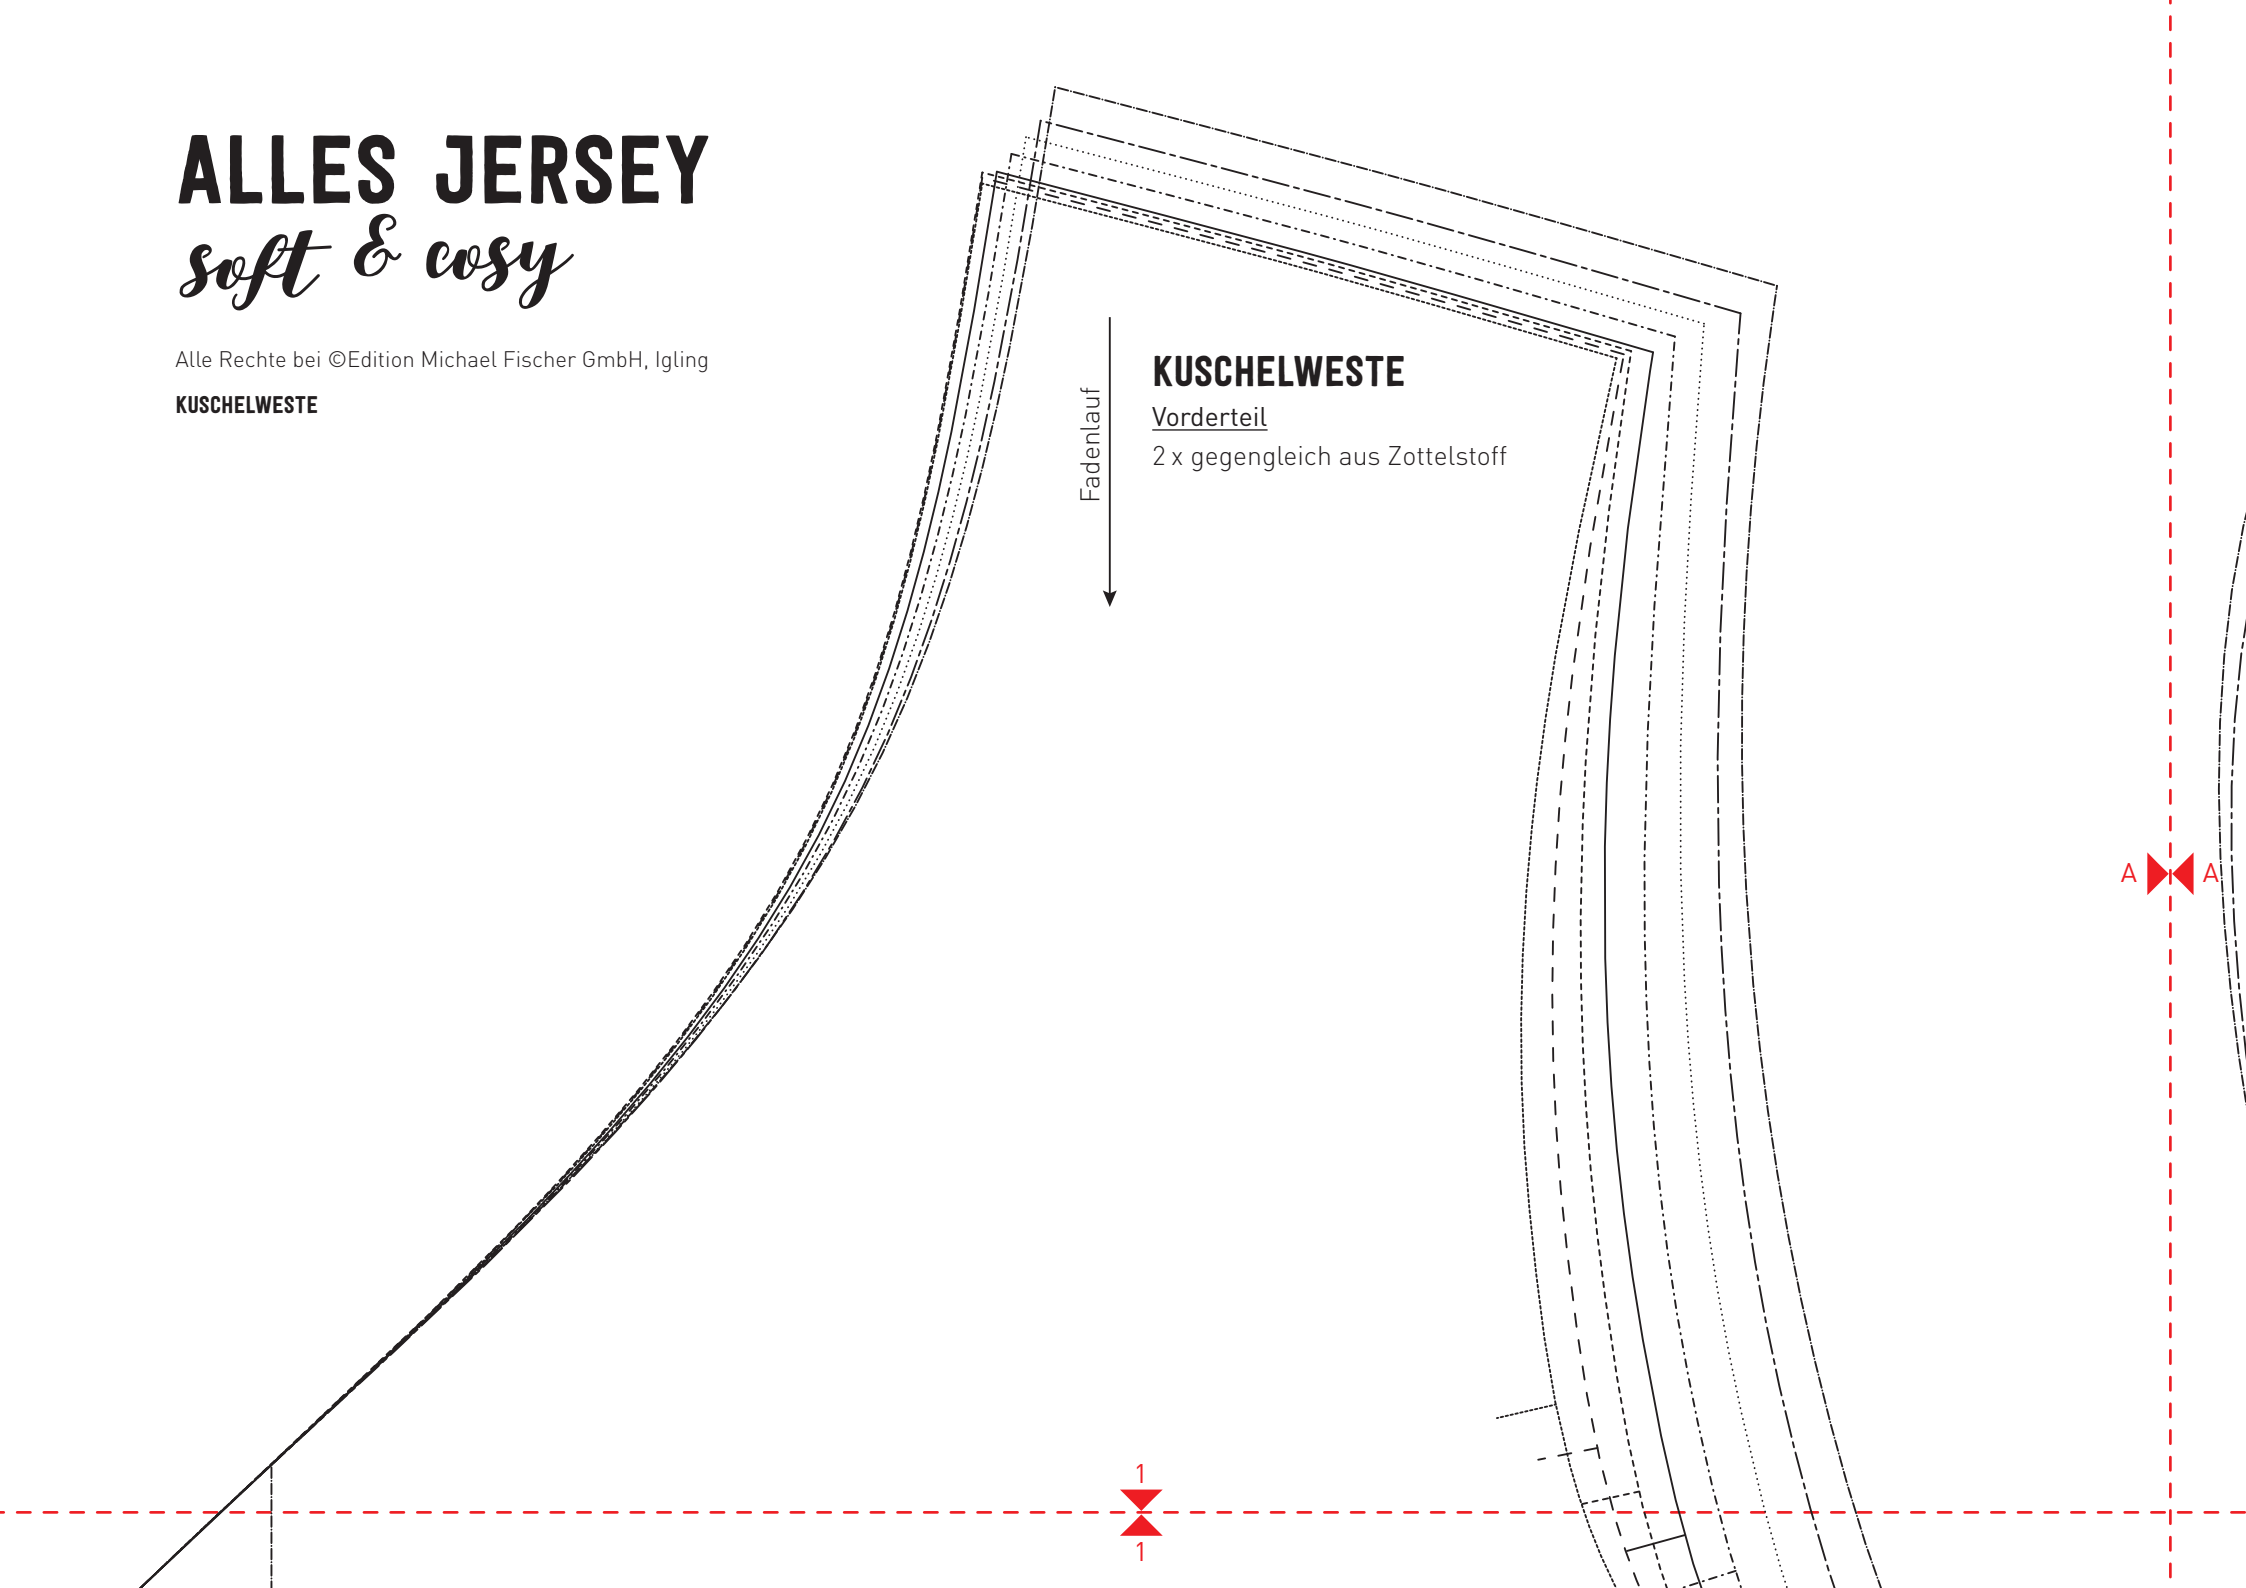 ALLES JERSEY
soft & cosy
Alle Rechte bei ©Edition Michael Fischer GmbH, Igling
KUSCHELWESTE
KUSCHELWESTE
Vorderteil
2 x gegengleich aus Zottelstoff
Fadenlauf
A A
1
1